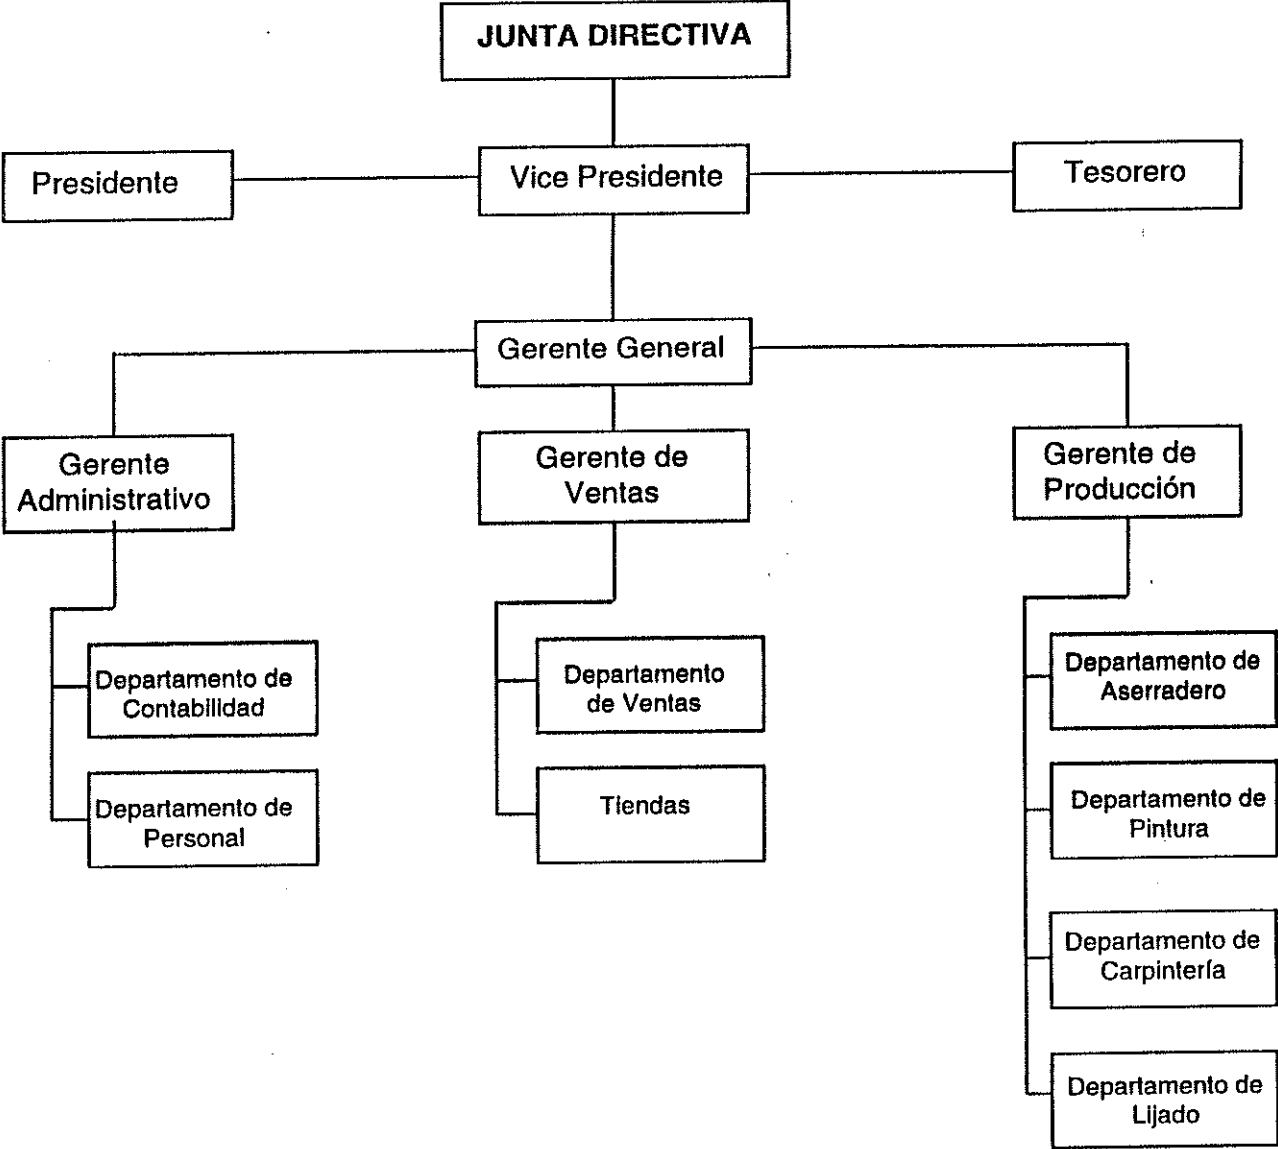 JUNTA DIRECTIVA
Presidente
Vice Presidente
Tesorero
Gerente General
Gerente
Administrativo
Gerente de
Ventas
Gerente de
Producción
Departamento de
Contabilidad
Departamento de
Personal
Departamento
de Ventas
Tiendas
Departamento de
Aserradero
Departamento de
Pintura
Departamento de
Carpintería
Departamento de
Lijado